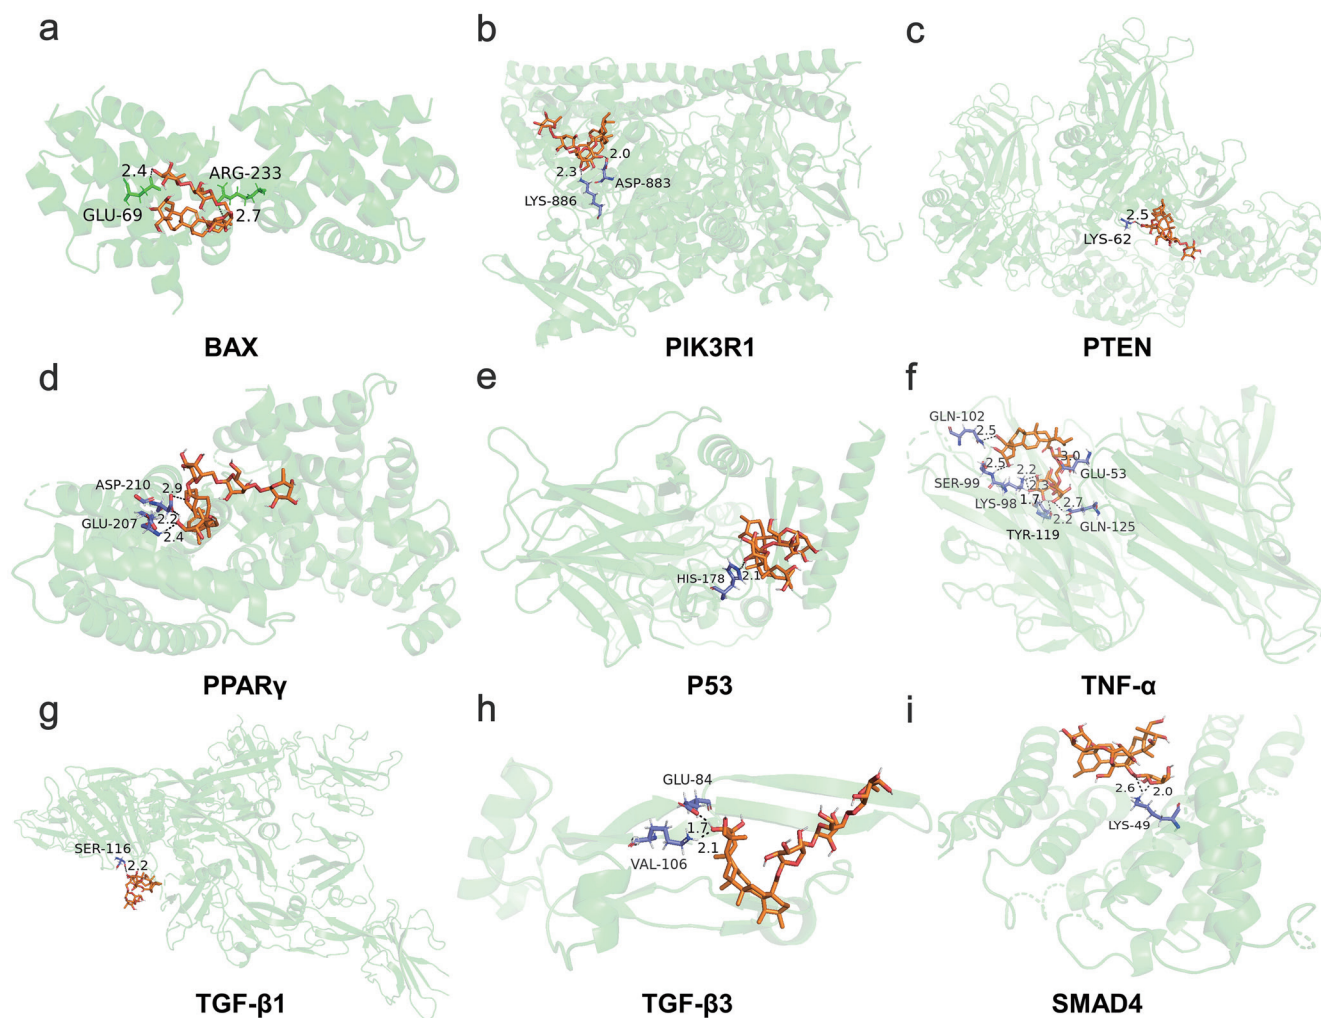 a
2.4
ARG-233
GLU-69
2.7
BAX
b
2.0
2.3
ASP-883
LYS-886
PIK3R1
c
2.5
LYS-62
PTEN
d
2.9
ASP-210
2.2
GLU-207
2.4
PPARγ
e
HIS-178
2.1
P53
f
GLN-102
2.5
3.0
2.5
2.2
GLU-53
SER-99
2.3
LYS-98
1.7
2.7
2.2
GLN-125
TYR-119
TNF-α
g
SER-116
2.2
TGF-β1
h
GLU-84
1.7
2.1
VAL-106
TGF-β3
i
2.6
2.0
LYS-49
SMAD4